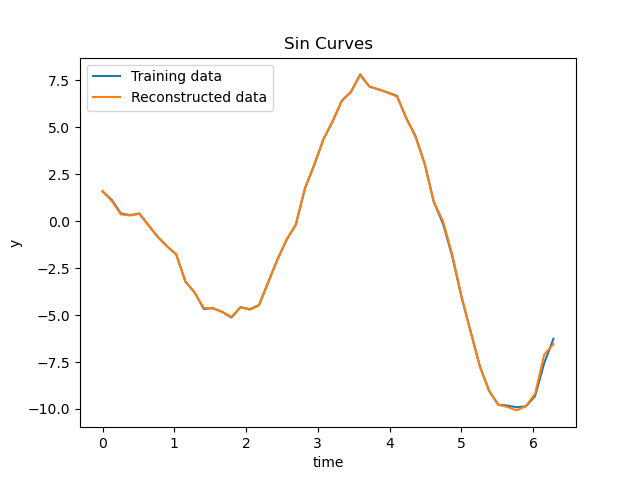 Sin Curves
Training data
Reconstructed data
7.5
5.0
2.5
0.0
−2.5
−5.0
−7.5
−10.0
y
0 1 2 3 4 5 6
time